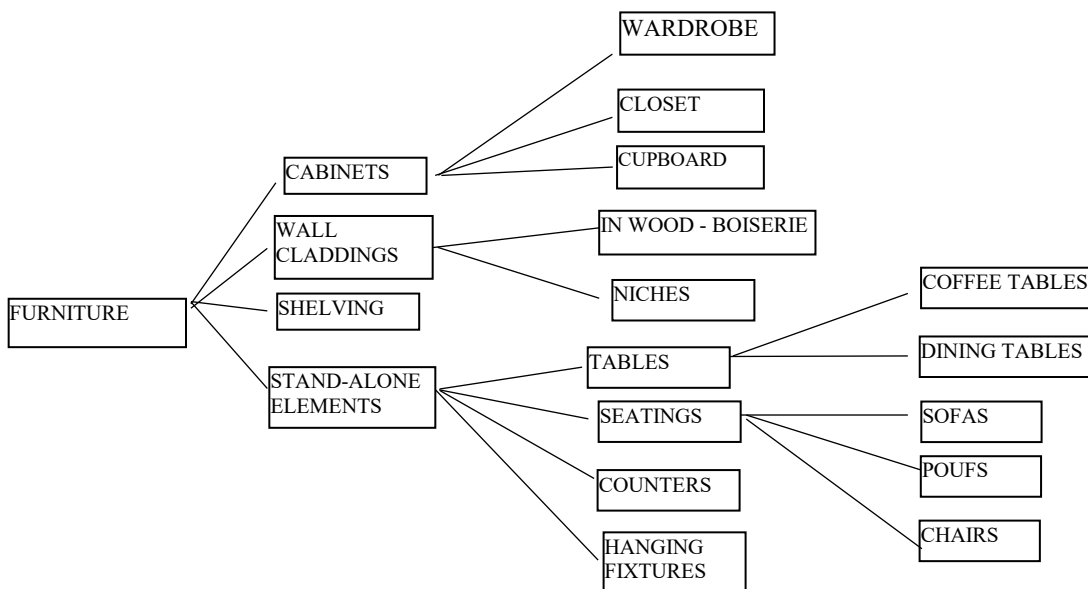 WARDROBE
CLOSET
CUPBOARD
CABINETS
WALL
CLADDINGS
IN WOOD - BOISERIE
NICHES
COFFEE TABLES
FURNITURE
SHELVING
TABLES
DINING TABLES
STAND-ALONE
ELEMENTS
SEATINGS
SOFAS
POUFS
COUNTERS
CHAIRS
HANGING
FIXTURES